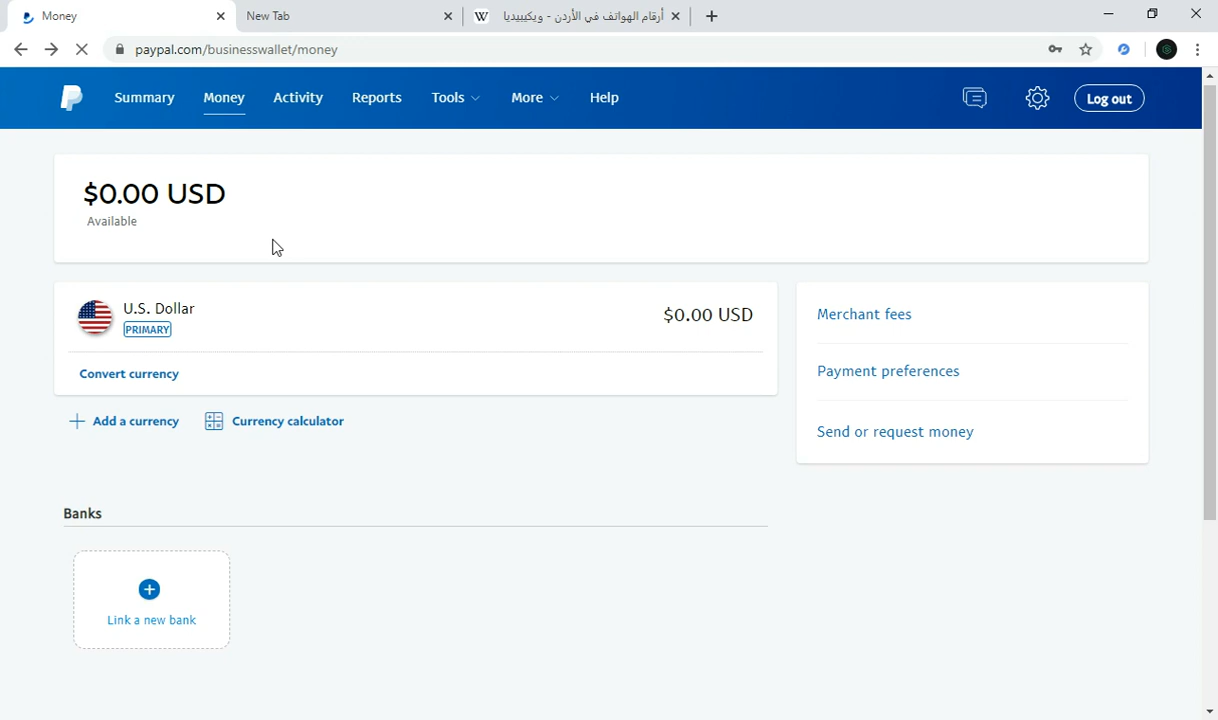 Money
New Tab
أرقام الهواتف في الأردن - ويكيبيديا
paypal.com/businesswallet/money
Summary
Money
Activity
Reports
Tools
More
Help
Log out
$0.00 USD
Available
U.S. Dollar
PRIMARY
$0.00 USD
Convert currency
Add a currency
Currency calculator
Merchant fees
Payment preferences
Send or request money
Banks
Link a new bank